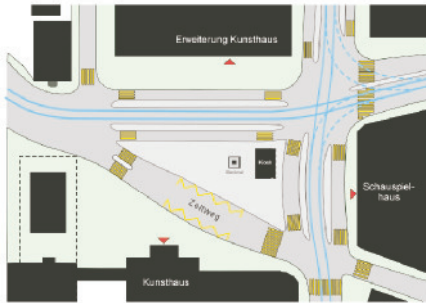 Erweiterung Kunsthaus
Kiosk
Schauspiel-
haus
Zeltweg
Kunsthaus